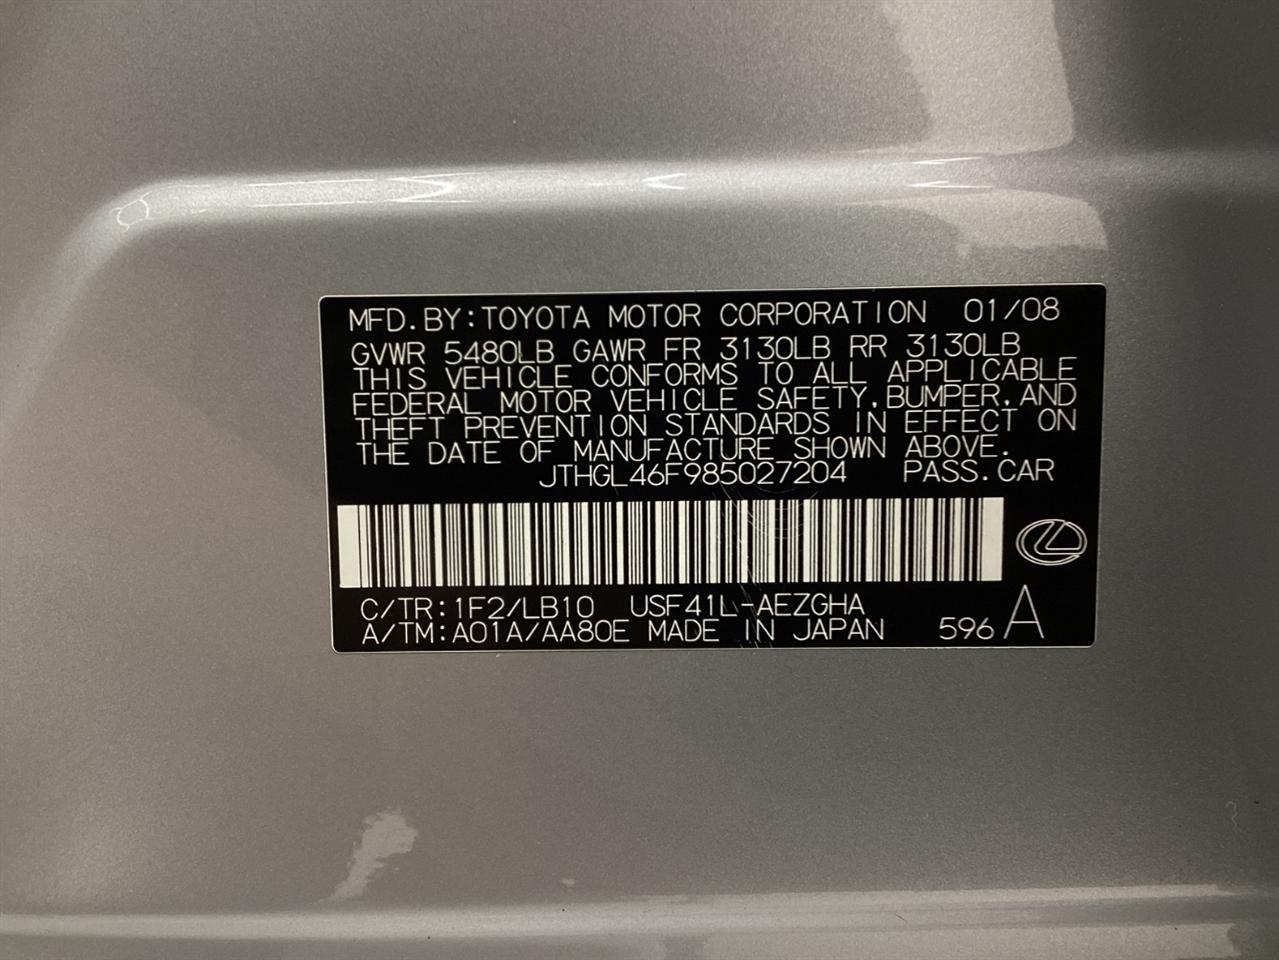 MFD.BY:TOYOTA MOTOR CORPORATION 01/08
GVWR 5480LB GAWR FR 3130LB RR 3130LB
THIS VEHICLE CONFORMS TO ALL APPLICABLE
FEDERAL MOTOR VEHICLE SAFETY,BUMPER,AND
THEFT PREVENTION STANDARDS IN EFFECT ON
THE DATE OF MANUFACTURE SHOWN ABOVE.
JTHGL46F985027204 PASS.CAR
C/TR:1F2/LB10 USF41L-AEZGHA
A/TM:A01A/AA80E MADE IN JAPAN 596 A